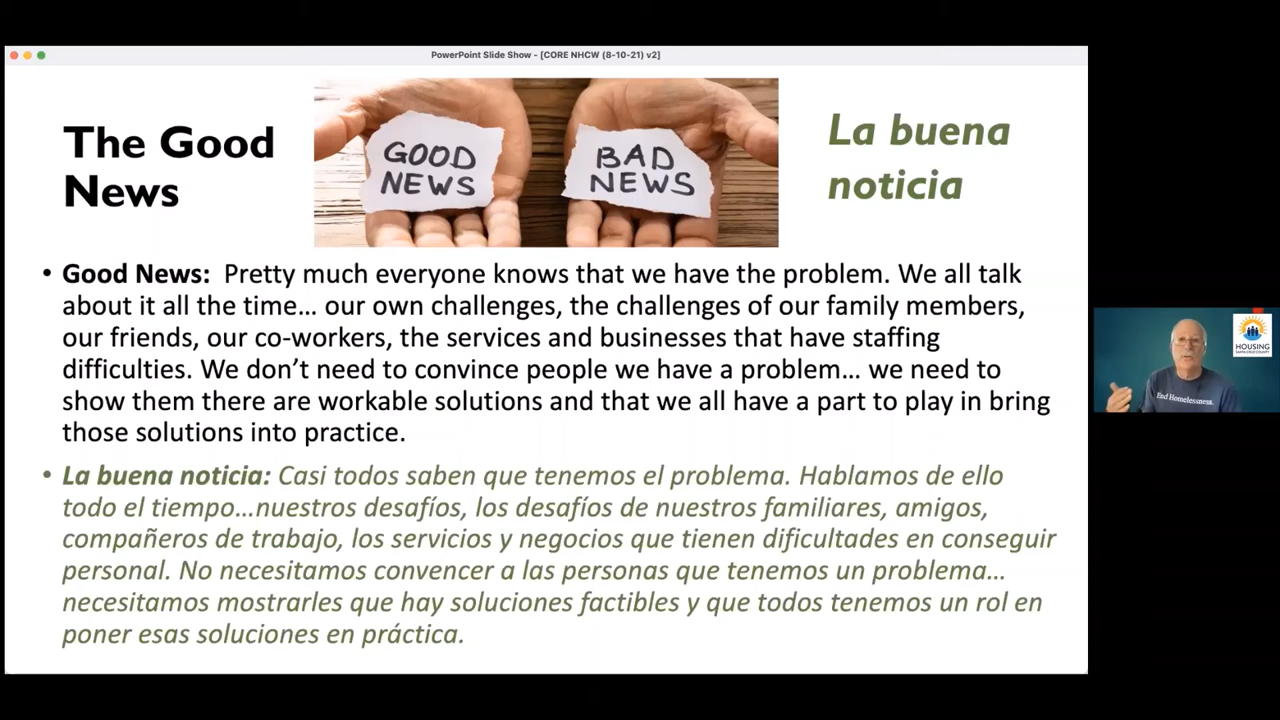 PowerPoint Slide Show - [CORE NHCW (8-10-21) v2]
The Good
News
GOOD
NEWS
BAD
NEWS
La buena
noticia
• Good News: Pretty much everyone knows that we have the problem. We all talk
about it all the time… our own challenges, the challenges of our family members,
our friends, our co-workers, the services and businesses that have staffing
difficulties. We don’t need to convince people we have a problem… we need to
show them there are workable solutions and that we all have a part to play in bring
those solutions into practice.
• La buena noticia: Casi todos saben que tenemos el problema. Hablamos de ello
todo el tiempo…nuestros desafíos, los desafíos de nuestros familiares, amigos,
compañeros de trabajo, los servicios y negocios que tienen dificultades en conseguir
personal. No necesitamos convencer a las personas que tenemos un problema…
necesitamos mostrarles que hay soluciones factibles y que todos tenemos un rol en
poner esas soluciones en práctica.
HOUSING
SANTA CRUZ COUNTY
End Homelessness.